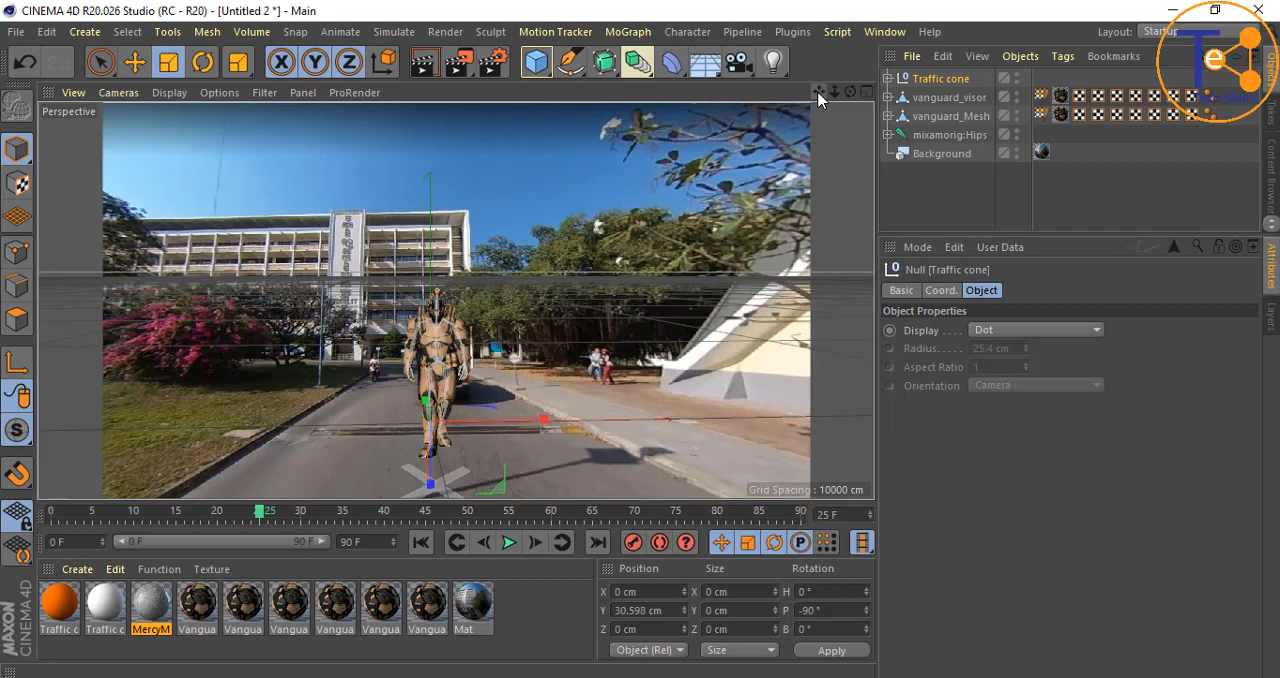 CINEMA 4D R20.026 Studio (RC - R20) - [Untitled 2 *] - Main
File Edit Create Select Tools Mesh Volume Snap Animate Simulate Render Sculpt Motion Tracker MoGraph Character Pipeline Plugins Script Window Help Layout: Startup
File Edit View Objects Tags Bookmarks
View Cameras Display Options Filter Panel ProRender
Perspective
Traffic cone
vanguard_visor
vanguard_Mesh
mixamorig:Hips
Background
Objects
Takes
Content Browser
Attributes
Layers
Mode Edit User Data
Null [Traffic cone]
Basic Coord. Object
Object Properties
Display . . . . Dot
Radius. . . . . 25.4 cm
Aspect Ratio 1
Orientation Camera
Grid Spacing : 10000 cm
0 5 10 15 20 25 30 35 40 45 50 55 60 65 70 75 80 85 90 25 F
0 F 0 F 90 F 90 F
Create Edit Function Texture
Traffic c Traffic c MercyM Vangua Vangua Vangua Vangua Vangua Vangua Mat
Position Size Rotation
X 0 cm X 0 cm H 0 °
Y 30.598 cm Y 0 cm P -90 °
Z 0 cm Z 0 cm B 0 °
Object (Rel) Size Apply
MAXON
CINEMA 4D